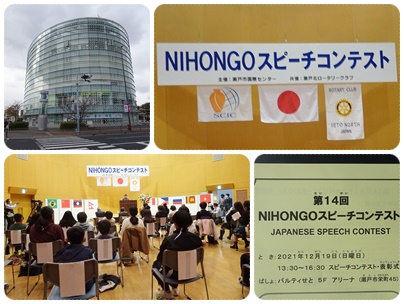 NIHONGOスピーチコンテスト
主催：瀬戸市国際センター　共催：瀬戸北ロータリークラブ
NCIC
ROTARY CLUB
SETO NORTH
JAPAN
NIHONGOスピーチコンテスト
第14回
NIHONGOスピーチコンテスト
JAPANESE SPEECH CONTEST
とき：2021年12月19日(日曜日)
13:30～16:30 スピーチコンテスト・表彰式
ばしょ：パルティせと 5F アリーナ (瀬戸市栄町45)